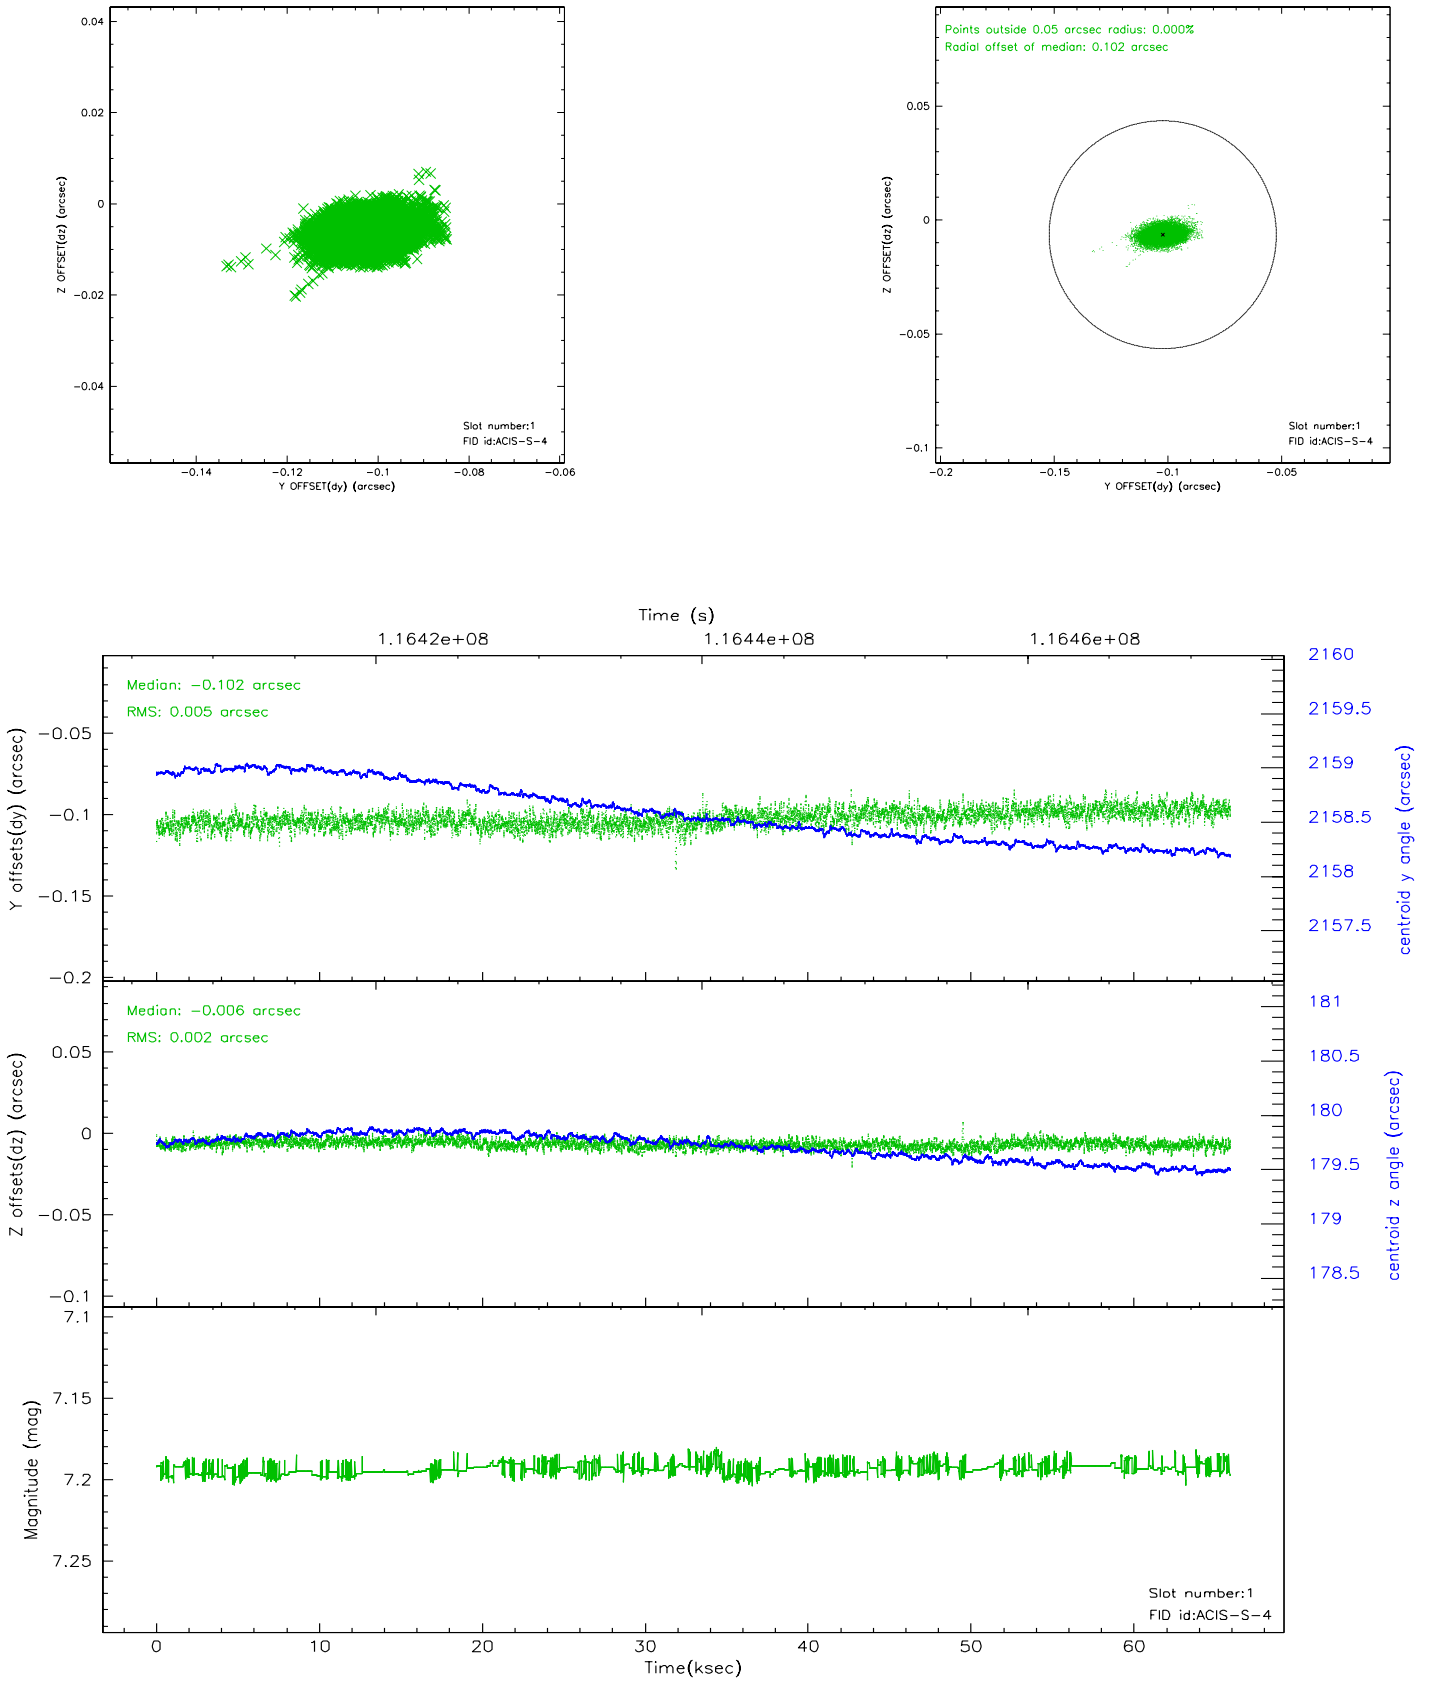 0.04
0.02
0
−0.02
−0.04
Z OFFSET(dz) (arcsec)
Slot number:1
FID id:ACIS−S−4
−0.14
−0.12
−0.1
−0.08
−0.06
Y OFFSET(dy) (arcsec)
Points outside 0.05 arcsec radius: 0.000%
Radial offset of median: 0.102 arcsec
0.05
0
−0.05
−0.1
Z OFFSET(dz) (arcsec)
Slot number:1
FID id:ACIS−S−4
−0.2
−0.15
−0.1
−0.05
Y OFFSET(dy) (arcsec)
Time (s)
1.1642e+08
1.1644e+08
1.1646e+08
Median: −0.102 arcsec
RMS: 0.005 arcsec
−0.05
−0.1
−0.15
−0.2
Y offsets(dy) (arcsec)
2160
2159.5
2159
2158.5
2158
2157.5
centroid y angle (arcsec)
Median: −0.006 arcsec
RMS: 0.002 arcsec
0.05
0
−0.05
−0.1
Z offsets(dz) (arcsec)
181
180.5
180
179.5
179
178.5
centroid z angle (arcsec)
7.1
7.15
7.2
7.25
Magnitude (mag)
Slot number:1
FID id:ACIS−S−4
0
10
20
30
40
50
60
Time(ksec)